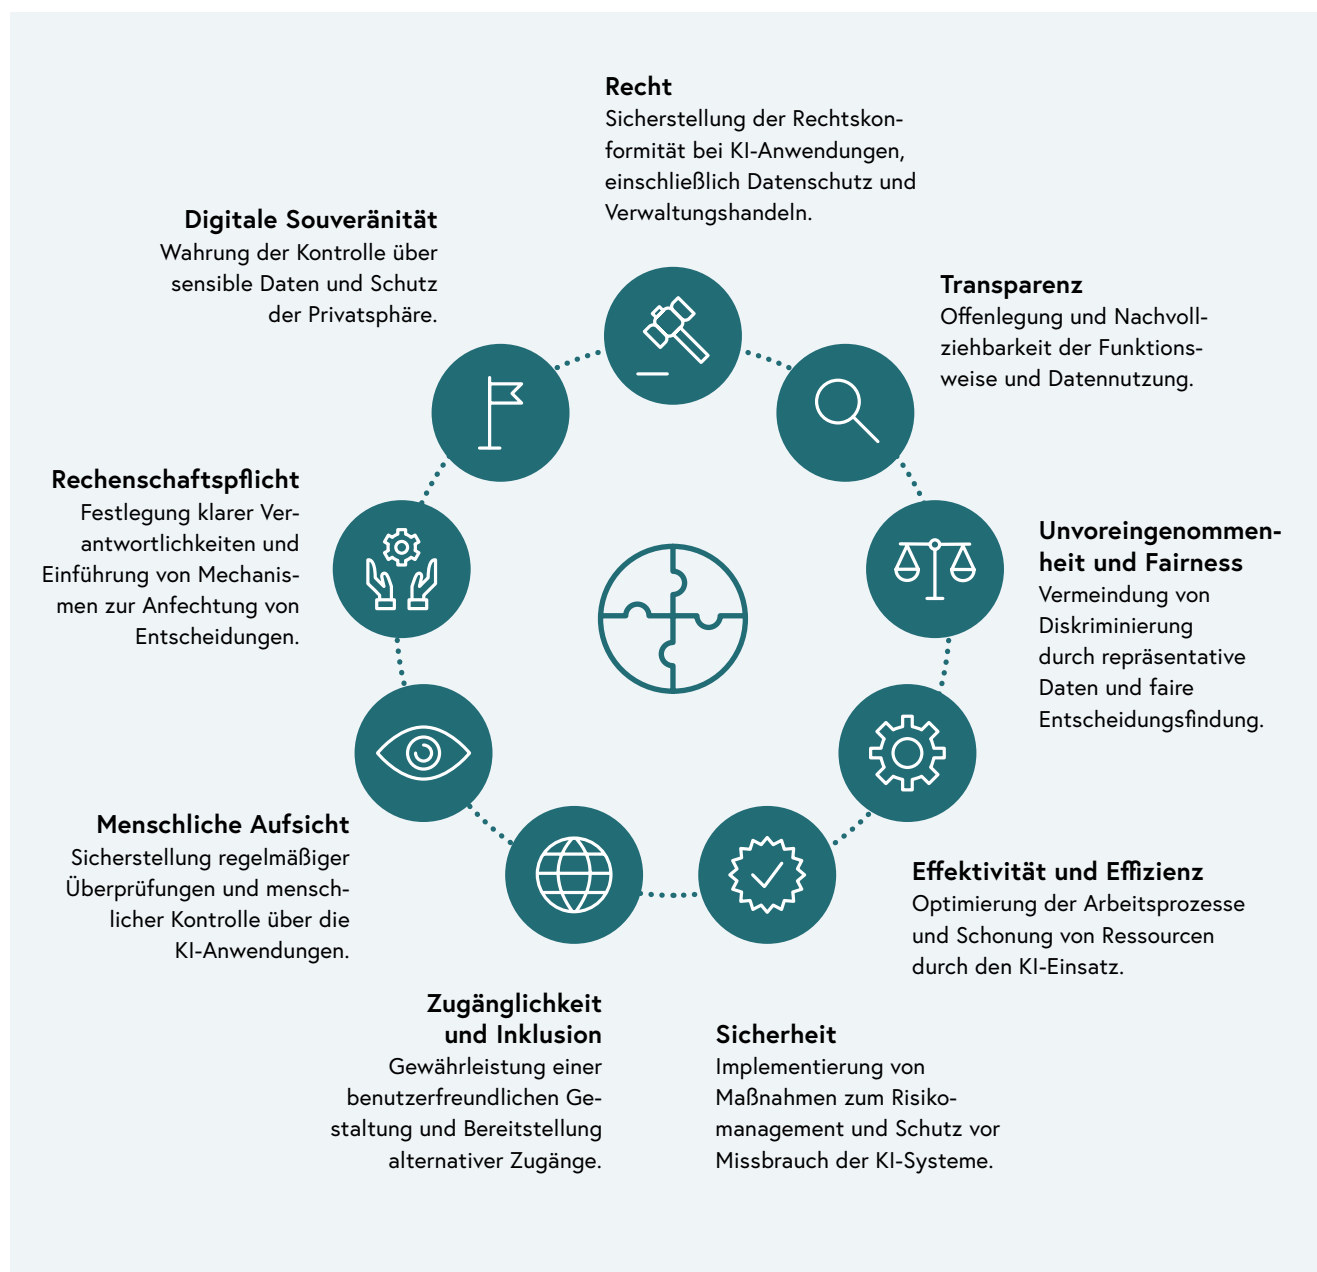 Recht
Sicherstellung der Rechtskon-
formität bei KI-Anwendungen,
einschließlich Datenschutz und
Verwaltungshandeln.
Transparenz
Offenlegung und Nachvoll-
ziehbarkeit der Funktions-
weise und Datennutzung.
Unvoreingenommen-
heit und Fairness
Vermeindung von
Diskriminierung
durch repräsentative
Daten und faire
Entscheidungsfindung.
Effektivität und Effizienz
Optimierung der Arbeitsprozesse
und Schonung von Ressourcen
durch den KI-Einsatz.
Sicherheit
Implementierung von
Maßnahmen zum Risiko-
management und Schutz vor
Missbrauch der KI-Systeme.
Zugänglichkeit
und Inklusion
Gewährleistung einer
benutzerfreundlichen Ge-
staltung und Bereitstellung
alternativer Zugänge.
Menschliche Aufsicht
Sicherstellung regelmäßiger
Überprüfungen und mensch-
licher Kontrolle über die
KI-Anwendungen.
Rechenschaftspflicht
Festlegung klarer Ver-
antwortlichkeiten und
Einführung von Mechanis-
men zur Anfechtung von
Entscheidungen.
Digitale Souveränität
Wahrung der Kontrolle über
sensible Daten und Schutz
der Privatsphäre.